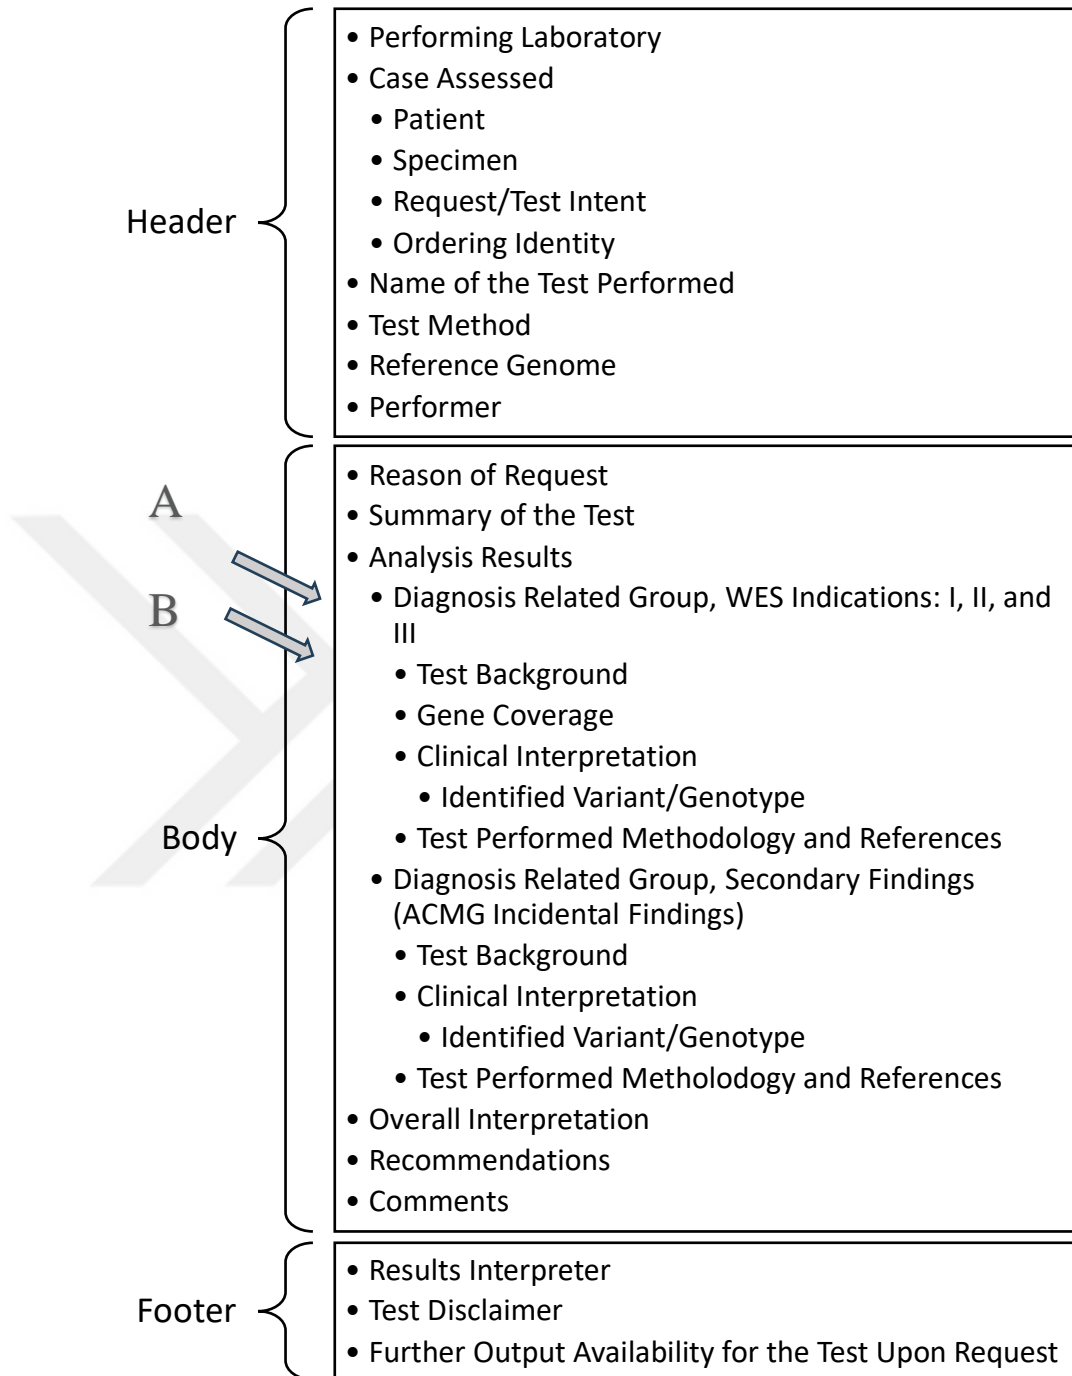 Header
• Performing Laboratory
• Case Assessed
• Patient
• Specimen
• Request/Test Intent
• Ordering Identity
• Name of the Test Performed
• Test Method
• Reference Genome
• Performer
A
B
Body
• Reason of Request
• Summary of the Test
• Analysis Results
• Diagnosis Related Group, WES Indications: I, II, and
III
• Test Background
• Gene Coverage
• Clinical Interpretation
• Identified Variant/Genotype
• Test Performed Methodology and References
• Diagnosis Related Group, Secondary Findings
(ACMG Incidental Findings)
• Test Background
• Clinical Interpretation
• Identified Variant/Genotype
• Test Performed Metholodogy and References
• Overall Interpretation
• Recommendations
• Comments
Footer
• Results Interpreter
• Test Disclaimer
• Further Output Availability for the Test Upon Request